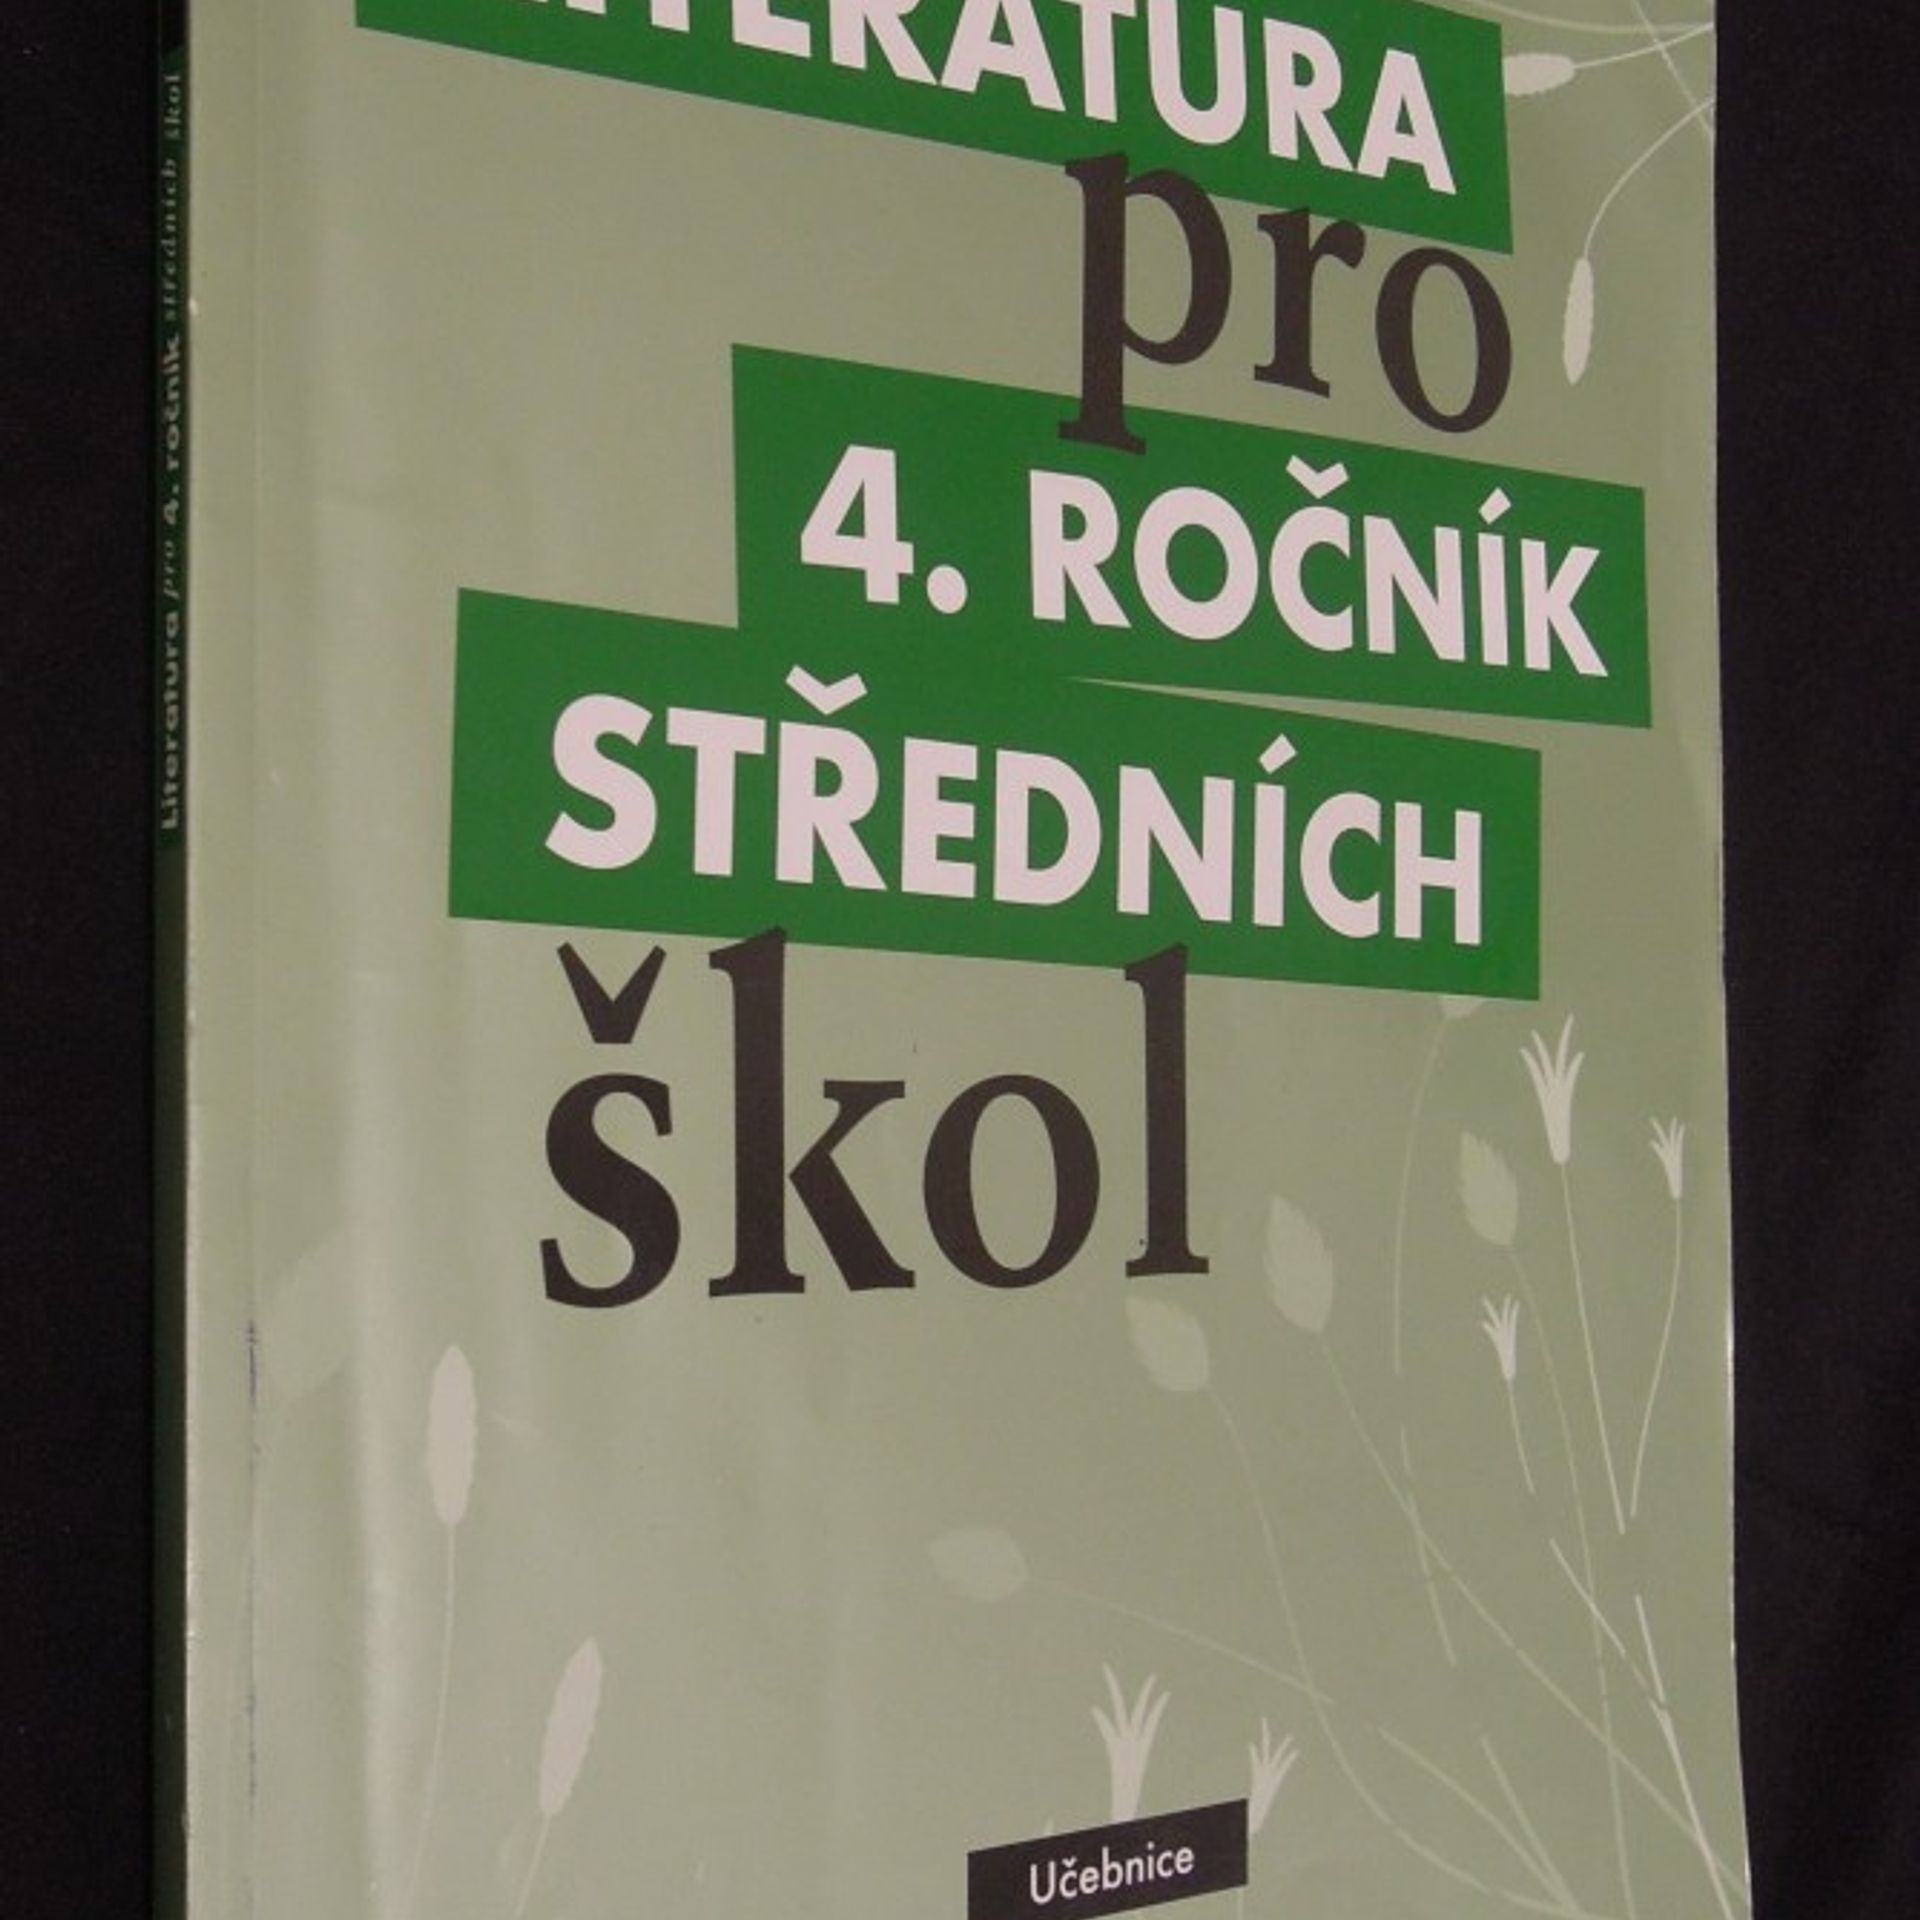 LITERATURA
pro
4. ROČNÍK
STŘEDNÍCH
škol
Učebnice
Literatura pro 4. ročník středních škol